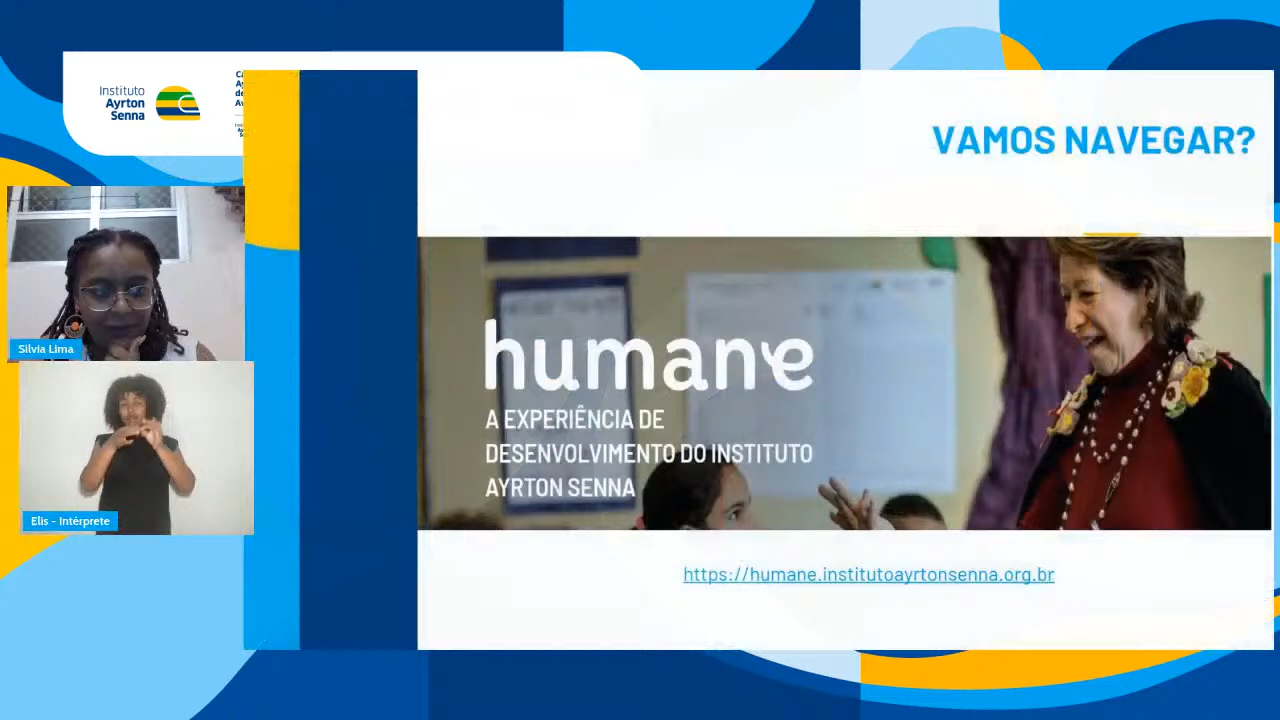 Instituto
Ayrton
Senna
VAMOS NAVEGAR?
Silvia Lima
humane
A EXPERIÊNCIA DE
DESENVOLVIMENTO DO INSTITUTO
AYRTON SENNA
Elis - Intérprete
https://humane.institutoayrtonsenna.org.br